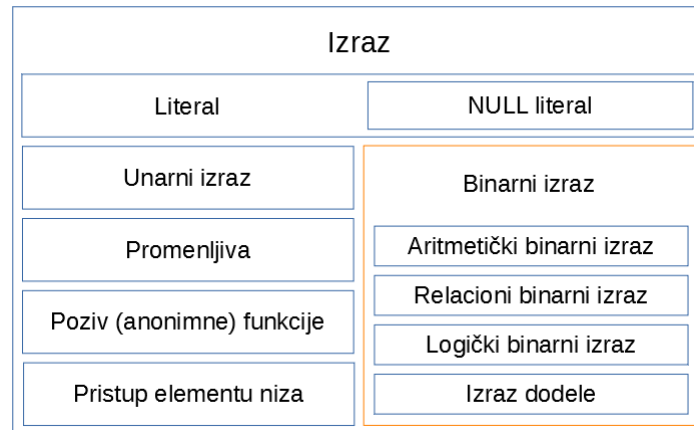 Izraz
Literal
NULL literal
Unarni izraz
Promenljiva
Poziv (anonimne) funkcije
Pristup elementu niza
Binarni izraz
Aritmetički binarni izraz
Relacioni binarni izraz
Logički binarni izraz
Izraz dodele